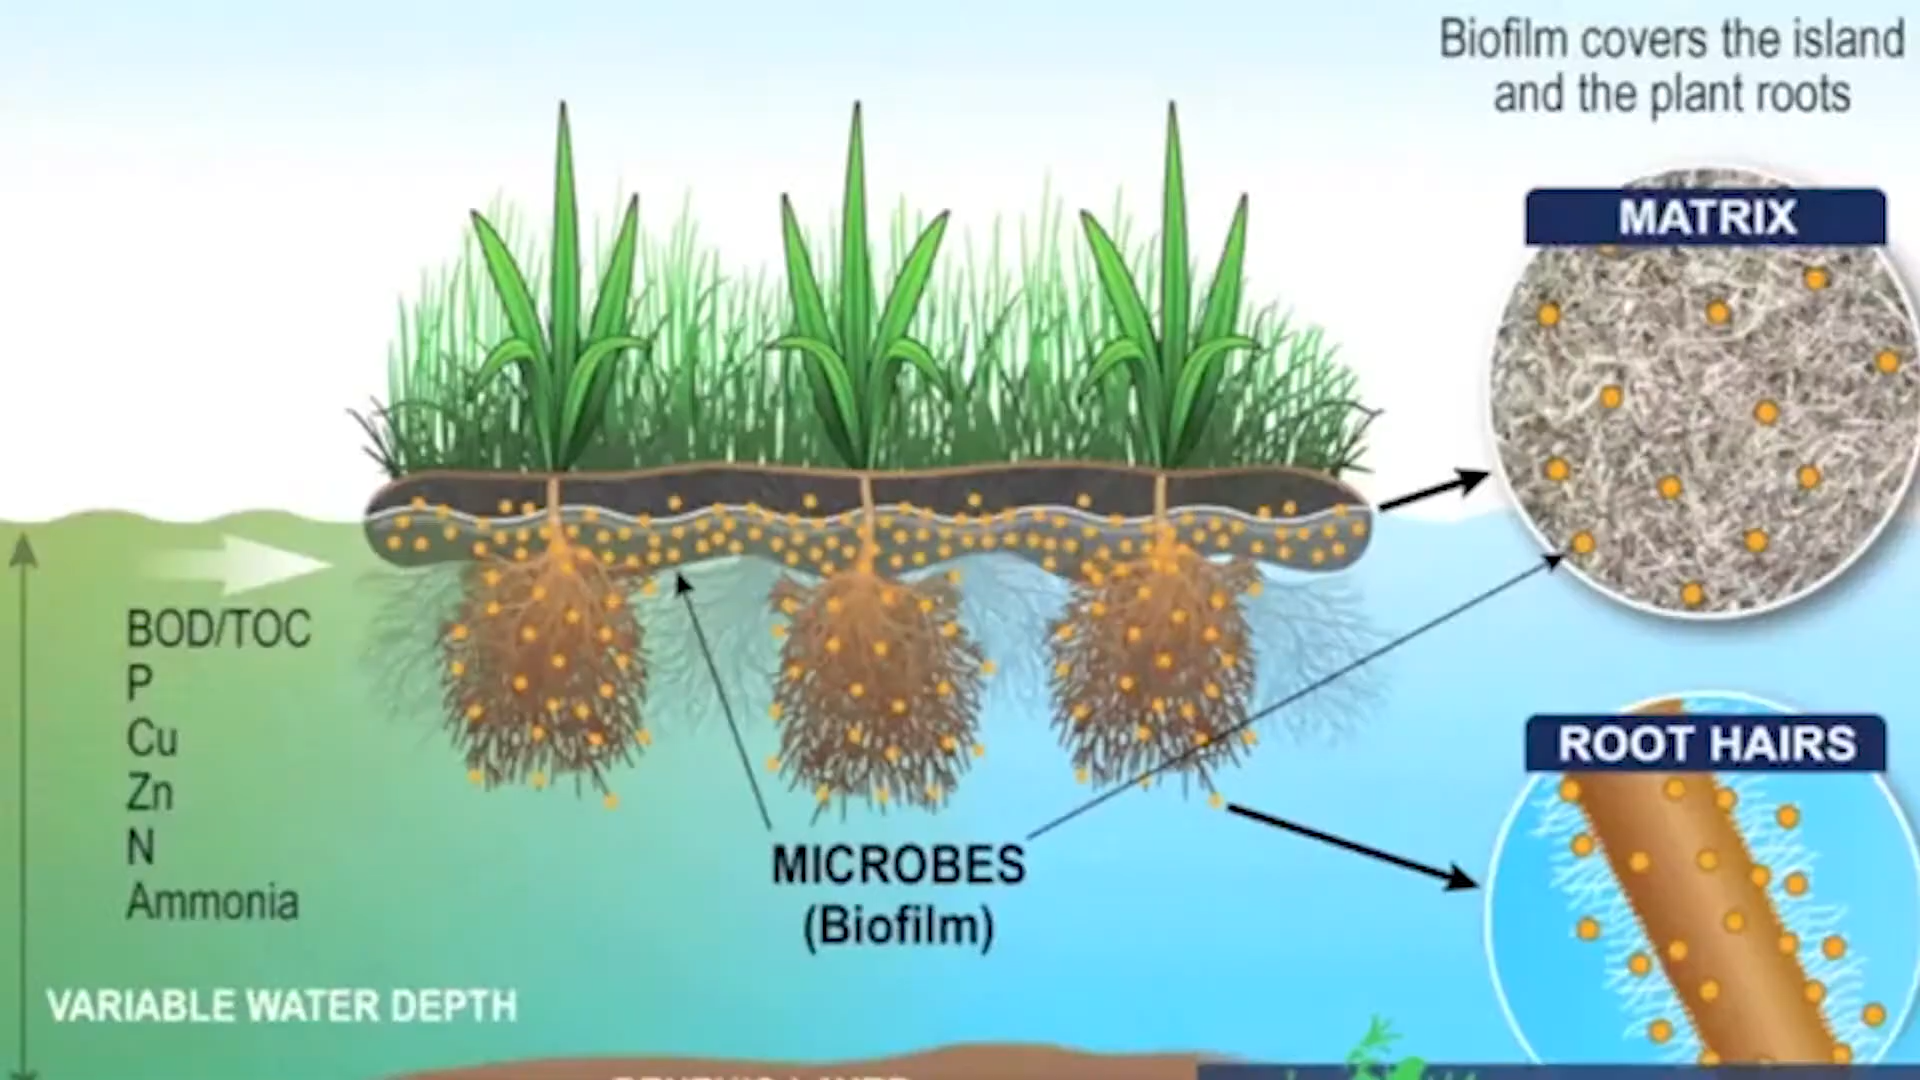 Biofilm covers the island
and the plant roots
MATRIX
BOD/TOC
P
Cu
Zn
N
Ammonia
ROOT HAIRS
MICROBES
(Biofilm)
VARIABLE WATER DEPTH